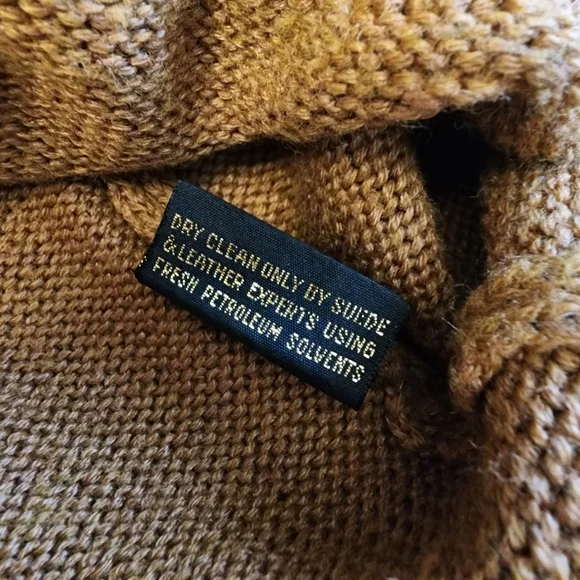 DRY CLEAN ONLY BY SUEDE
& LEATHER EXPERTS USING
FRESH PETROLEUM SOLVENTS